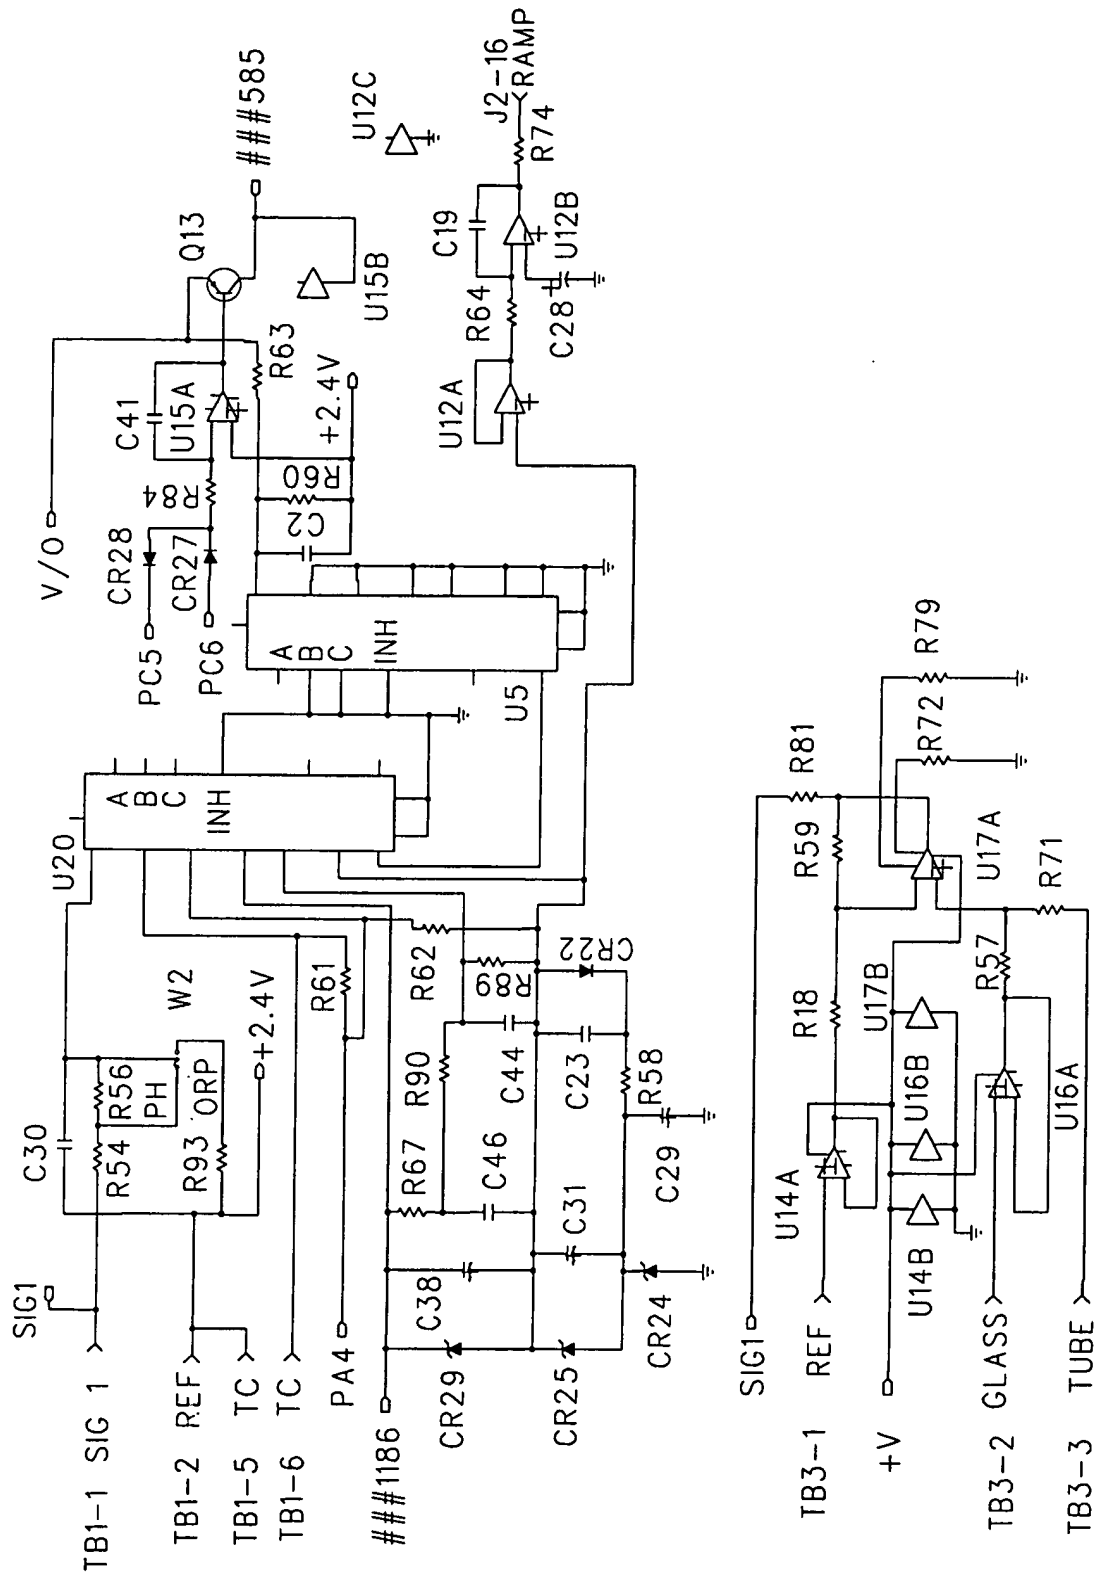 V/O
PC5
CR28
PC6
CR27
R84
C41
U15A
Q13
###585
U15B
R63
+2.4V
R60
C2
U12C
U20
A
B
C
INH
A
B
C
INH
U5
U12A
R64
C19
U12B
C28
R74
J2-16
RAMP
SIG1
C30
R54
R56
PH
W2
ORP
R93
+2.4V
R61
R62
R89
CR22
R90
R67
C44
C46
C23
R58
C29
C31
C38
CR29
CR25
CR24
TB1-1 SIG 1
TB1-2 REF
TB1-5 TC
TB1-6 TC
PA4
###1186
SIG1
R81
R59
R18
R79
R72
U17A
R71
R57
U17B
U16B
U16A
U14A
U14B
TB3-1 REF
+V
TB3-2 GLASS
TB3-3 TUBE